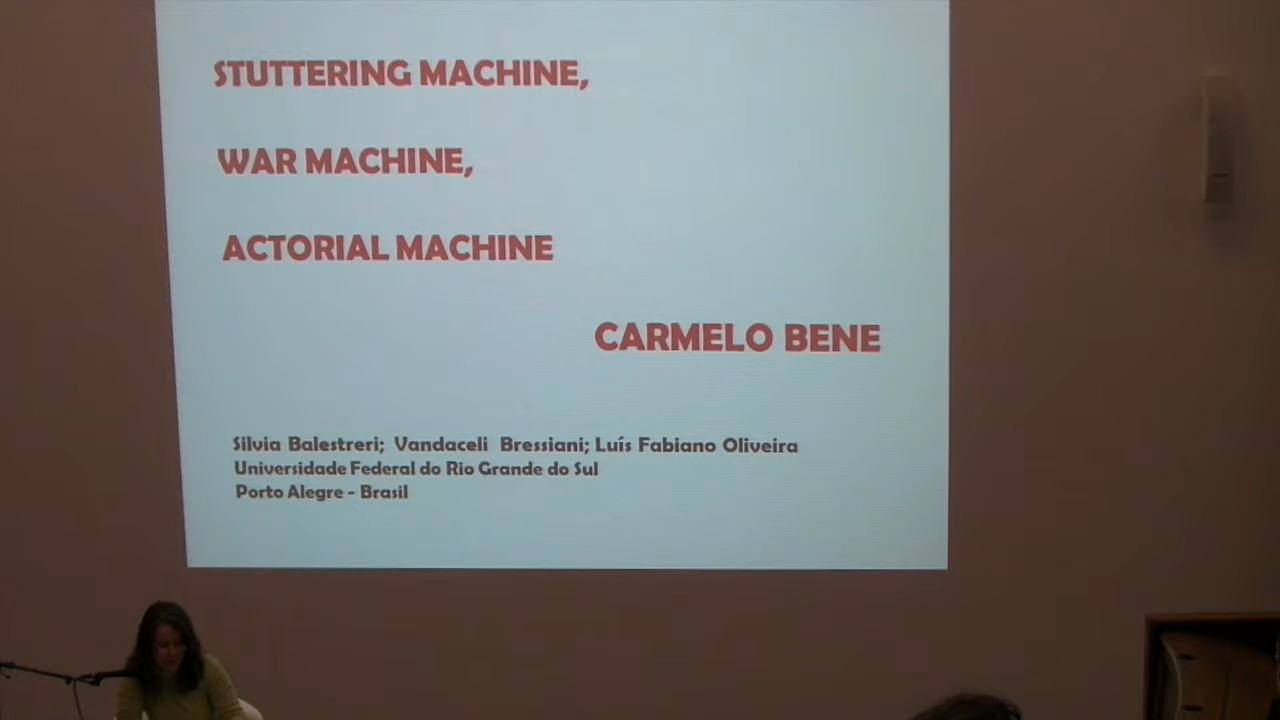 STUTTERING MACHINE,
WAR MACHINE,
ACTORIAL MACHINE
CARMELO BENE
Silvia Balestreri; Vandaceli Bressiani; Luís Fabiano Oliveira
Universidade Federal do Rio Grande do Sul
Porto Alegre - Brasil